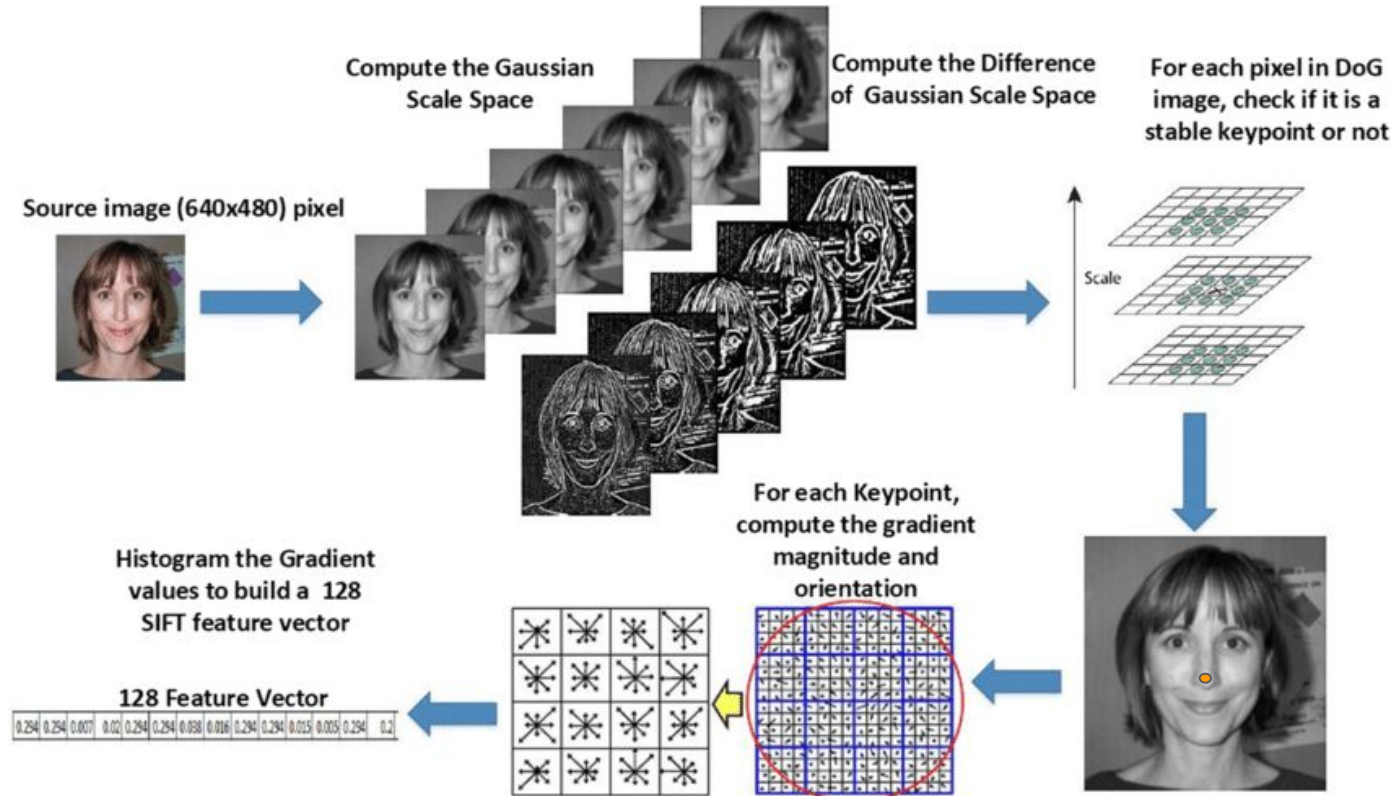 Compute the Gaussian
Scale Space
Compute the Difference
of Gaussian Scale Space
For each pixel in DoG
image, check if it is a
stable keypoint or not
Source image (640x480) pixel
Scale
For each Keypoint,
compute the gradient
magnitude and
orientation
Histogram the Gradient
values to build a 128
SIFT feature vector
128 Feature Vector
0.294 0.294 0.007 0.02 0.294 0.294 0.038 0.016 0.294 0.294 0.015 0.005 0.294 0.2